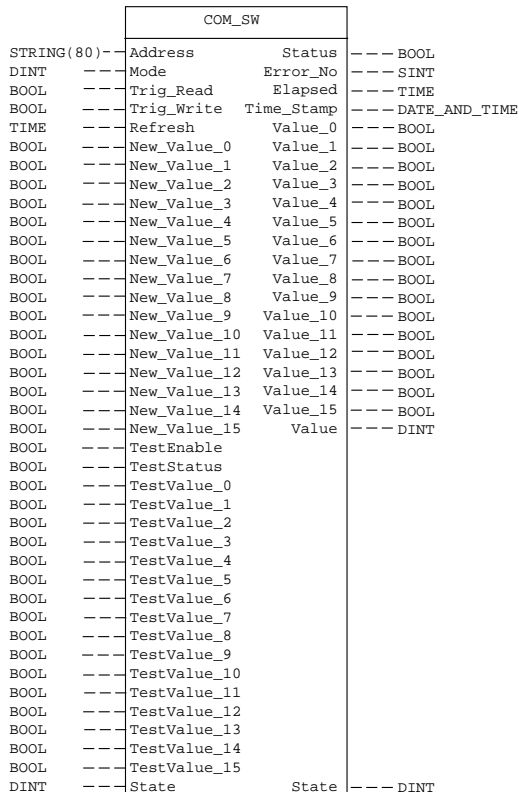 COM_SW
STRING(80) Address Status BOOL
DINT Mode Error_No SINT
BOOL Trig_Read Elapsed TIME
BOOL Trig_Write Time_Stamp DATE_AND_TIME
TIME Refresh Value_0 BOOL
BOOL New_Value_0 Value_1 BOOL
BOOL New_Value_1 Value_2 BOOL
BOOL New_Value_2 Value_3 BOOL
BOOL New_Value_3 Value_4 BOOL
BOOL New_Value_4 Value_5 BOOL
BOOL New_Value_5 Value_6 BOOL
BOOL New_Value_6 Value_7 BOOL
BOOL New_Value_7 Value_8 BOOL
BOOL New_Value_8 Value_9 BOOL
BOOL New_Value_9 Value_10 BOOL
BOOL New_Value_10 Value_11 BOOL
BOOL New_Value_11 Value_12 BOOL
BOOL New_Value_12 Value_13 BOOL
BOOL New_Value_13 Value_14 BOOL
BOOL New_Value_14 Value_15 BOOL
BOOL New_Value_15 Value DINT
BOOL TestEnable
BOOL TestStatus
BOOL TestValue_0
BOOL TestValue_1
BOOL TestValue_2
BOOL TestValue_3
BOOL TestValue_4
BOOL TestValue_5
BOOL TestValue_6
BOOL TestValue_7
BOOL TestValue_8
BOOL TestValue_9
BOOL TestValue_10
BOOL TestValue_11
BOOL TestValue_12
BOOL TestValue_13
BOOL TestValue_14
BOOL TestValue_15
DINT State State DINT